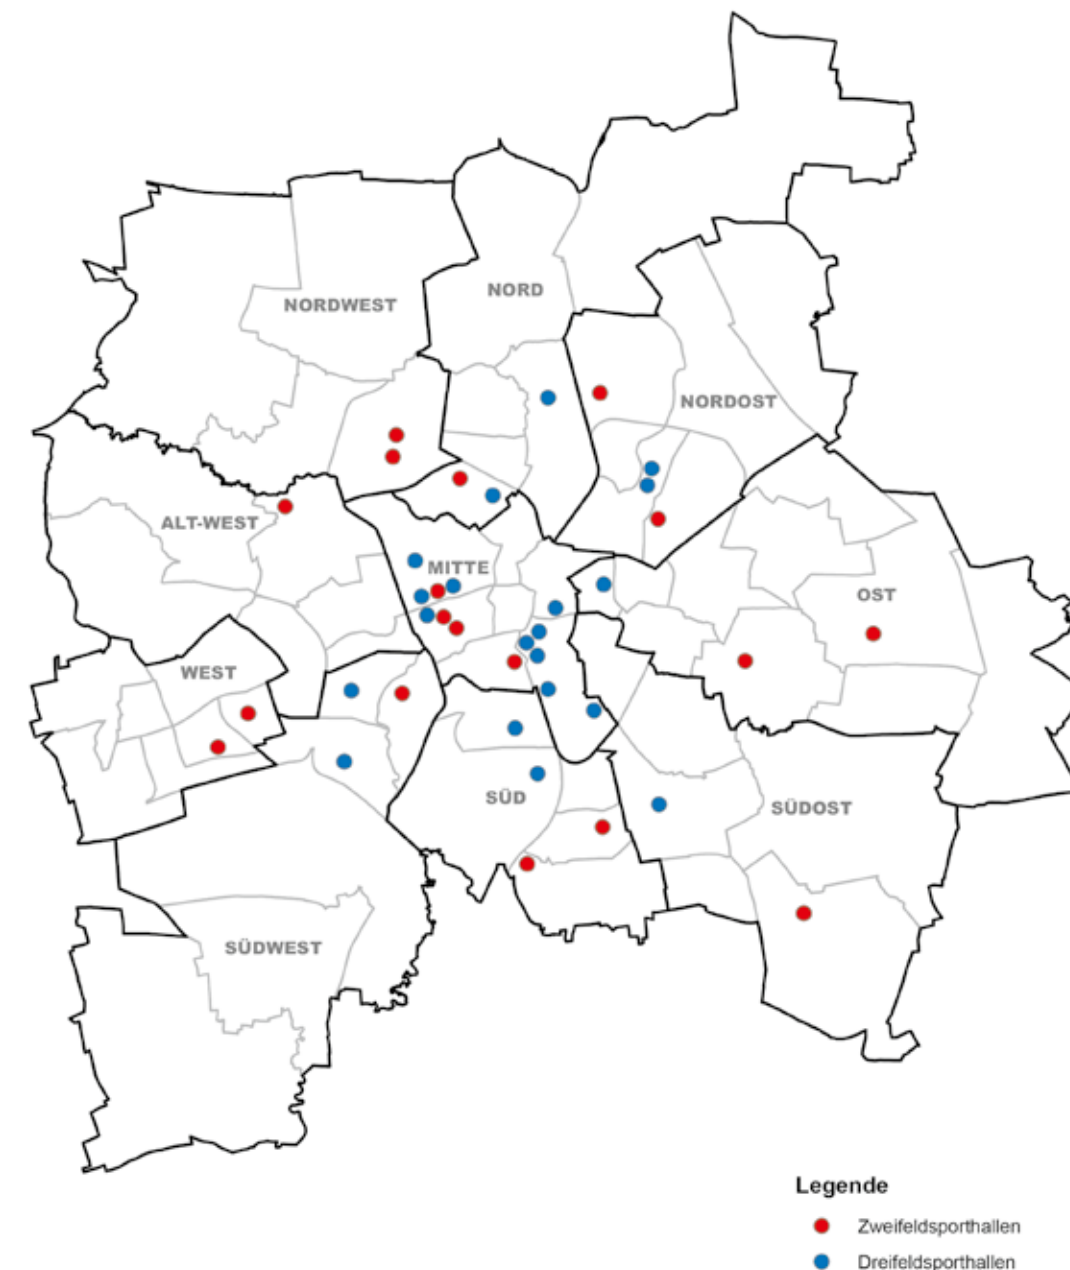 NORD
NORDWEST
NORDOST
ALT-WEST
MITTE
OST
WEST
SÜD
SÜDOST
SÜDWEST
Legende
Zweifeldsporthallen
Dreifeldsporthallen